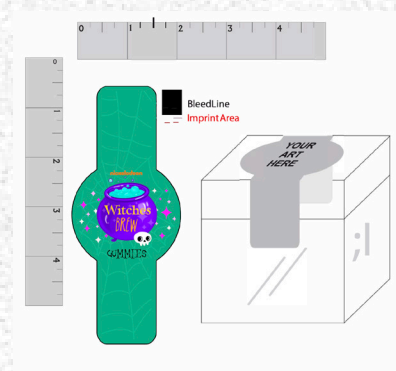 0 1 2 3 4
0
1
2
3
4
BleedLine
Imprint Area
YOUR
ART
HERE
Witches
BREW
GUMMIES